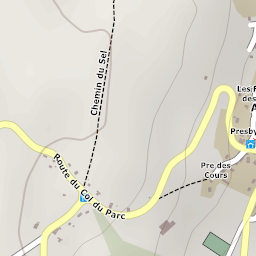 Chemin du Sel
Les F
des
A
Presby
Pre des
Cours
Route du Col du Parc